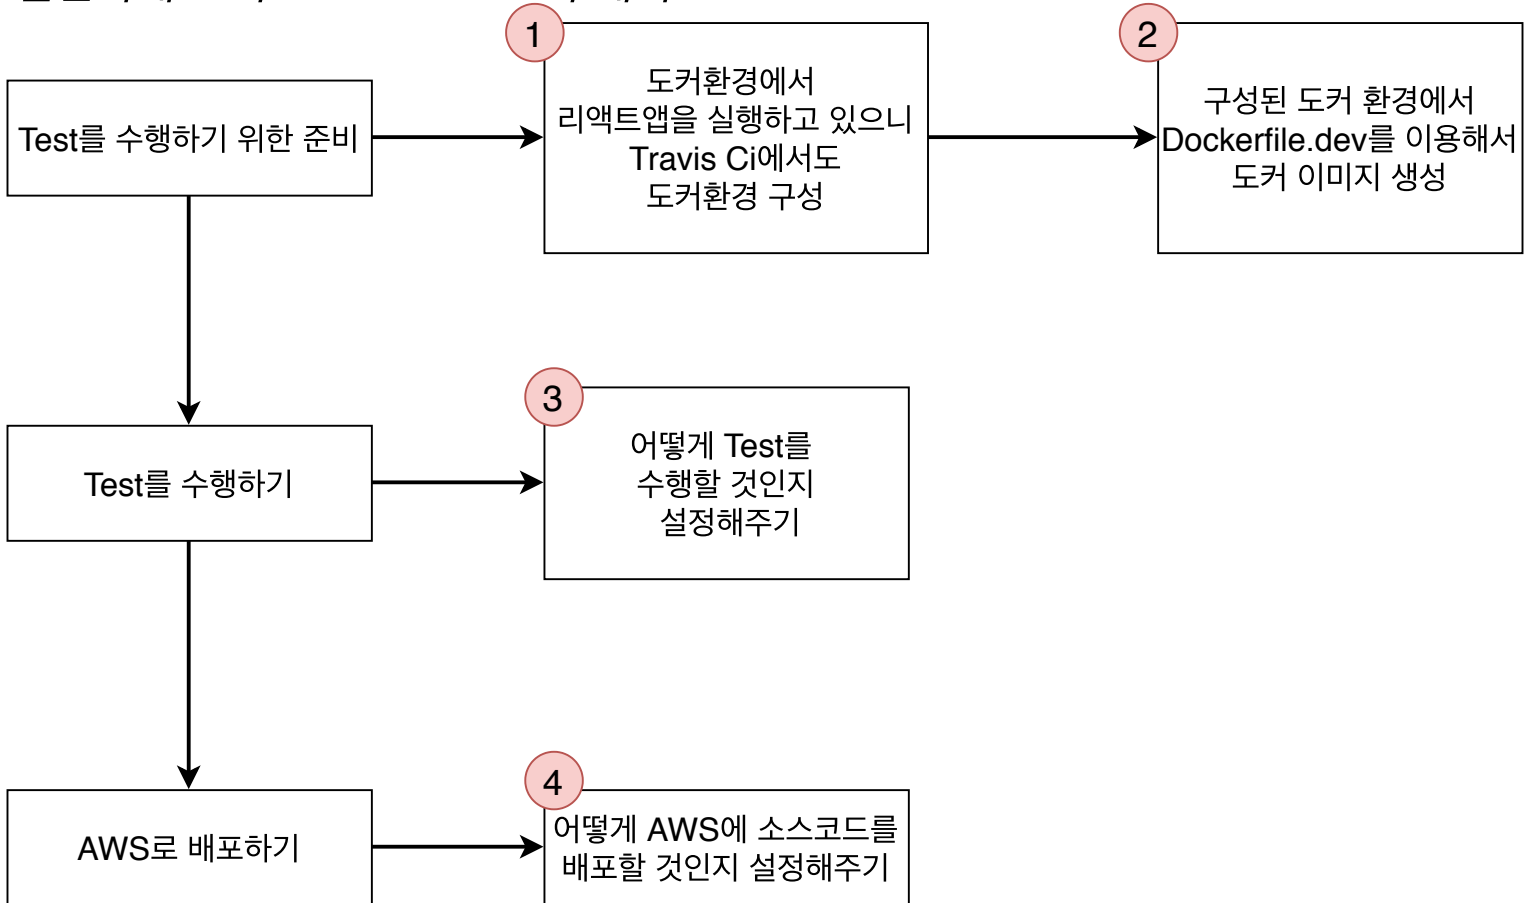 1
도커환경에서
리액트앱을 실행하고 있으니
Travis Ci에서도
도커환경 구성
2
구성된 도커 환경에서
Dockerfile.dev를 이용해서
도커 이미지 생성
Test를 수행하기 위한 준비
3
어떻게 Test를
수행할 것인지
설정해주기
Test를 수행하기
4
어떻게 AWS에 소스코드를
배포할 것인지 설정해주기
AWS로 배포하기